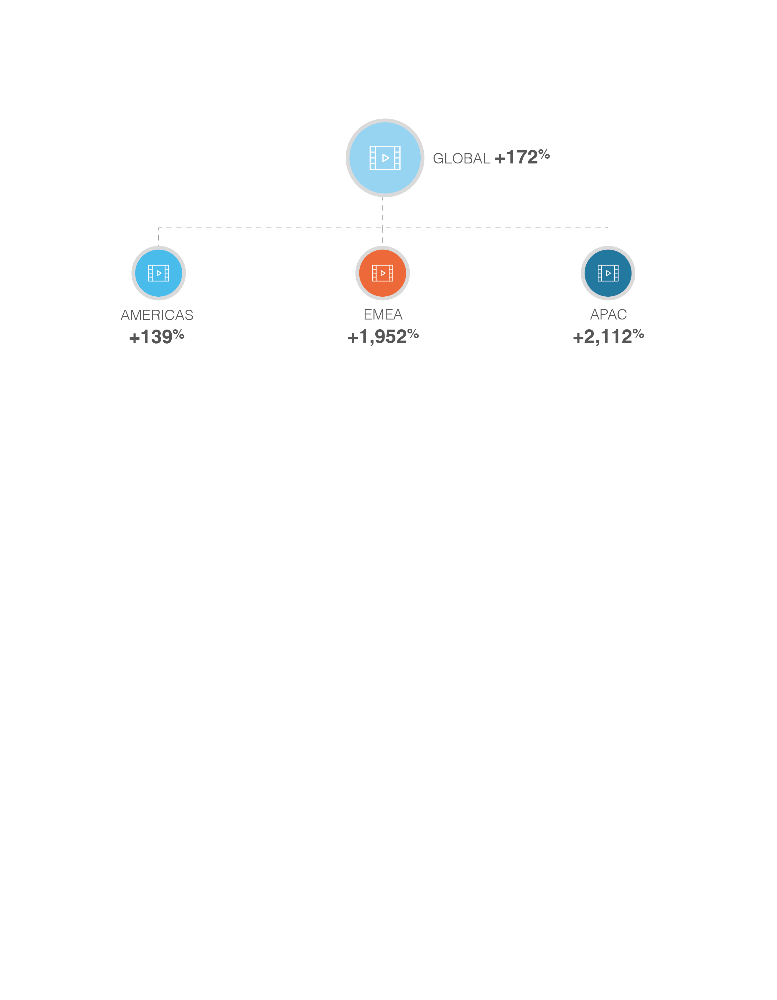 GLOBAL +172%
AMERICAS
+139%
EMEA
+1,952%
APAC
+2,112%